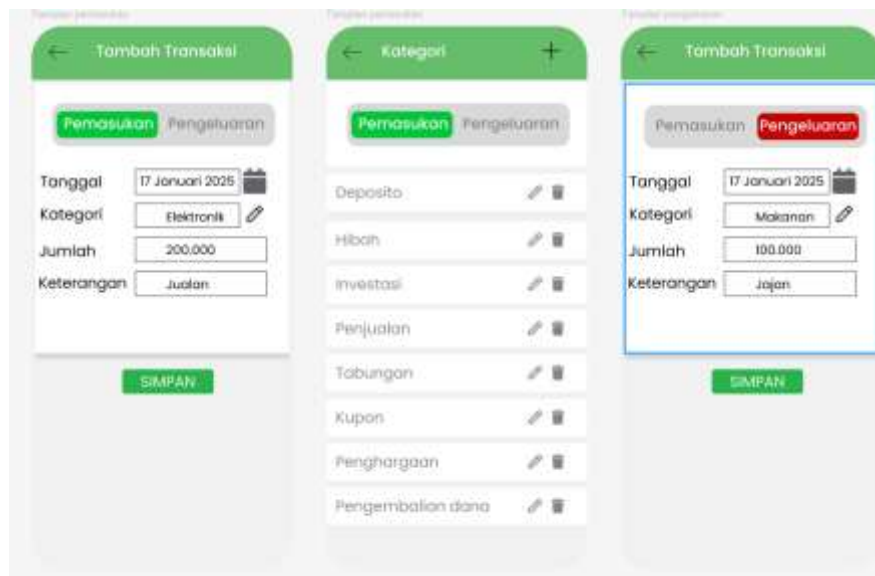 Tambah Transaksi
Pemasukan Pengeluaran
Tanggal 17 Januari 2025
Kategori Elektronik
Jumlah 200.000
Keterangan Jualan
SIMPAN
Kategori +
Pemasukan Pengeluaran
Deposito
Hibah
Investasi
Penjualan
Tabungan
Kupon
Penghargaan
Pengembalian dana
Tambah Transaksi
Pemasukan Pengeluaran
Tanggal 17 Januari 2025
Kategori Makanan
Jumlah 100.000
Keterangan Jajan
SIMPAN